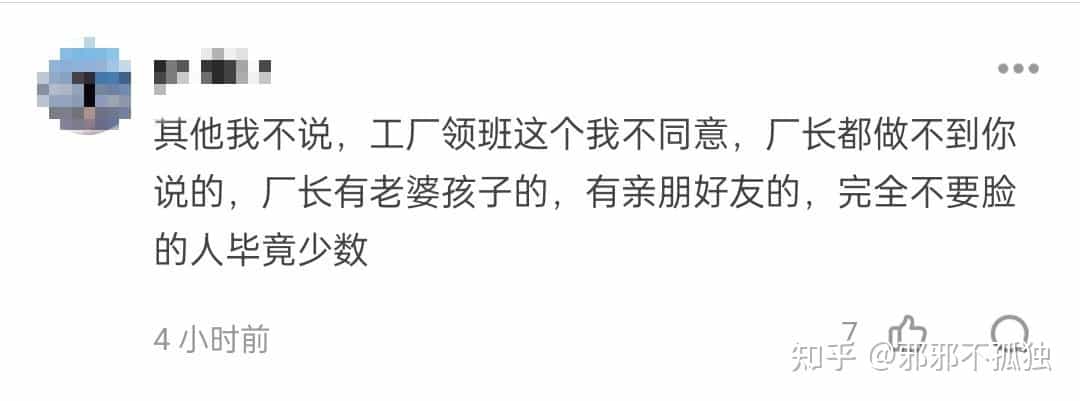 其他我不说，工厂领班这个我不同意，厂长都做不到你
说的，厂长有老婆孩子的，有亲朋好友的，完全不要脸
的人毕竟少数
4 小时前
7
知乎 @邪邪不孤独